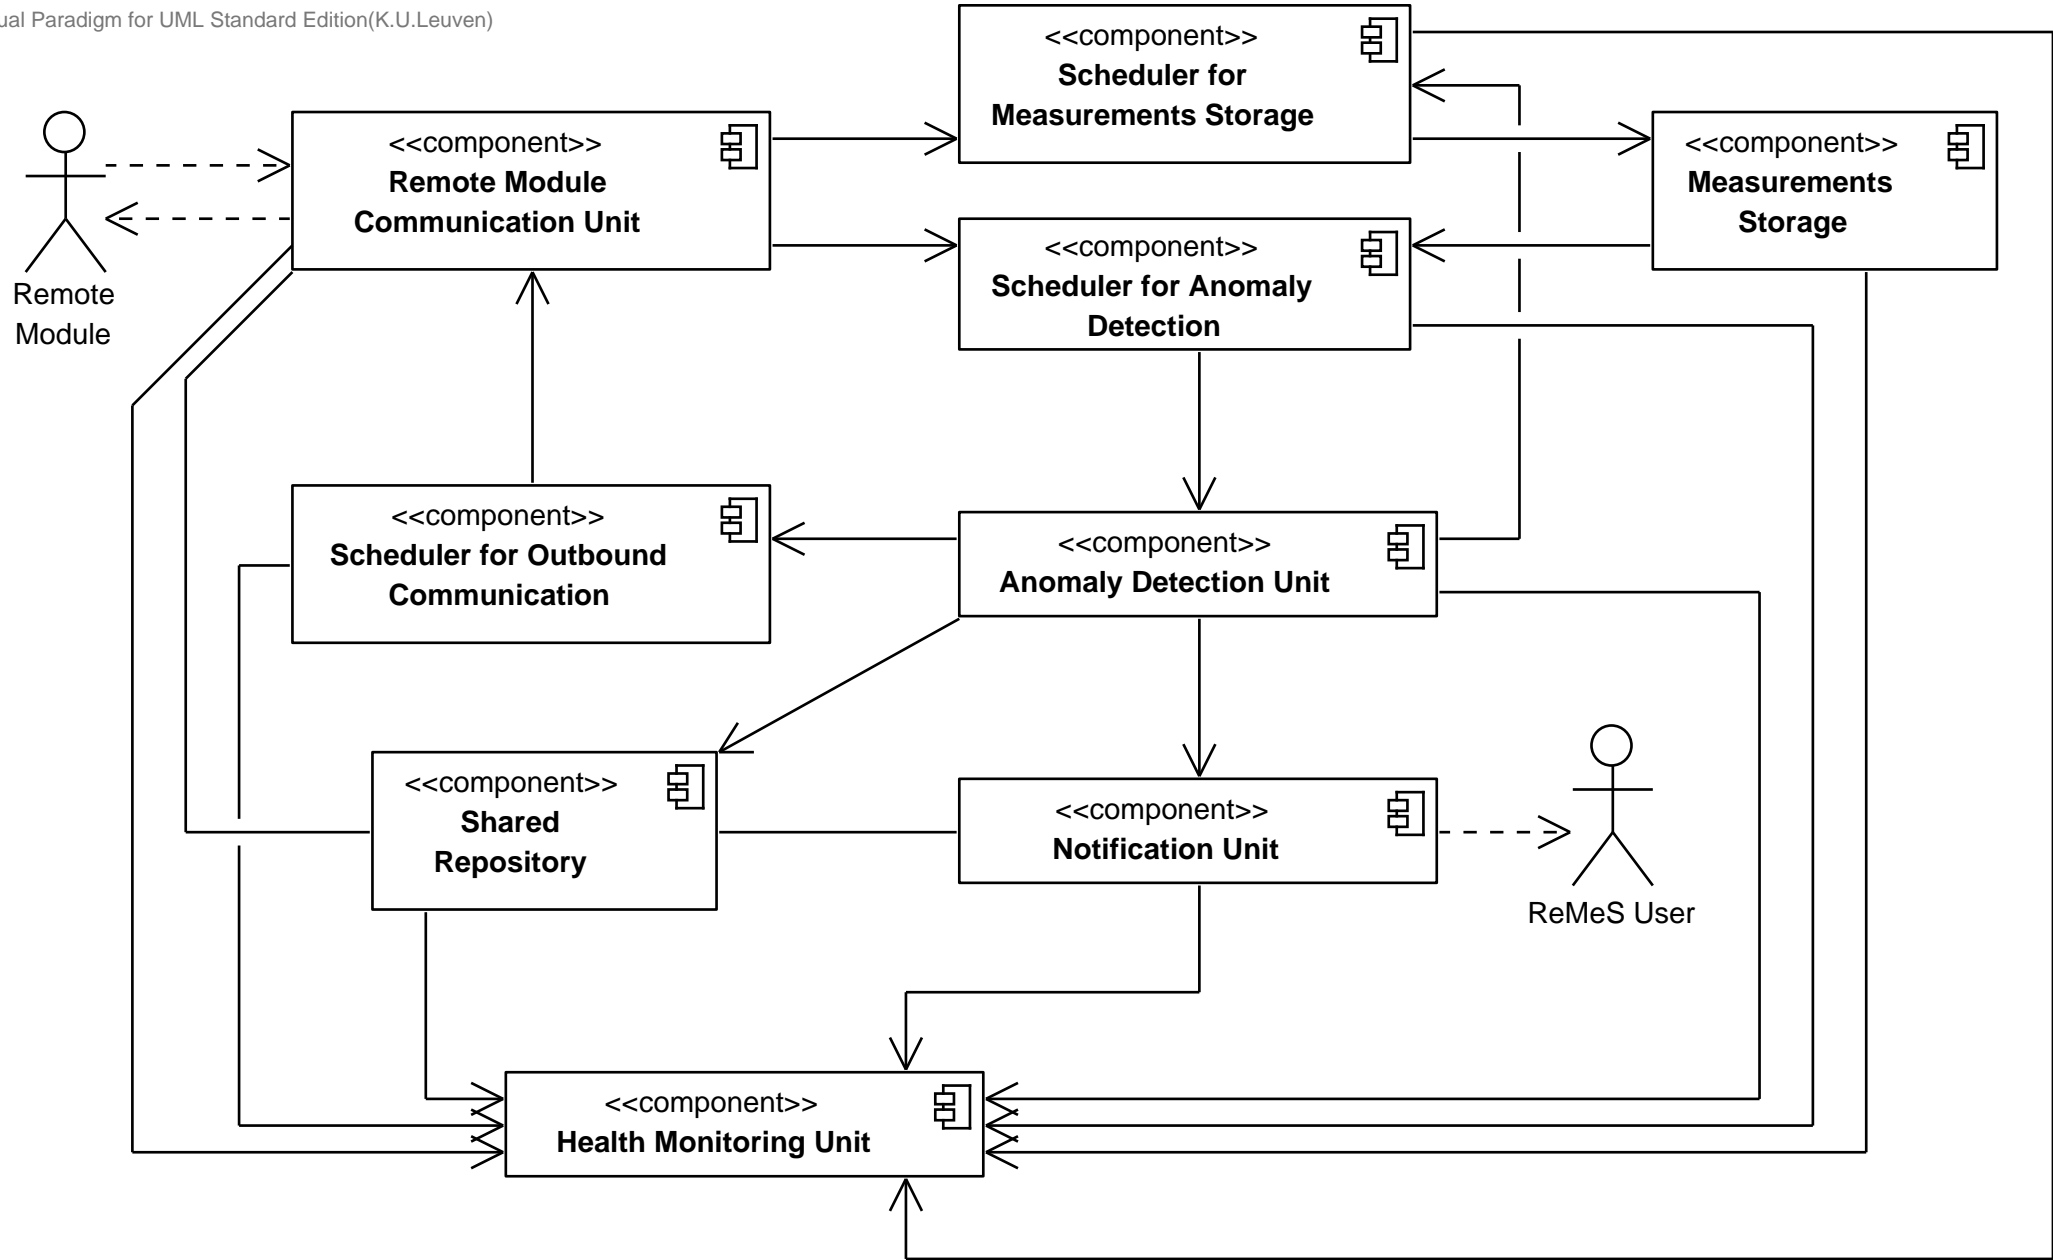 ual Paradigm for UML Standard Edition(K.U.Leuven)
<<component>>
Scheduler for
Measurements Storage
<<component>>
Remote Module
Communication Unit
<<component>>
Measurements
Storage
Remote
Module
<<component>>
Scheduler for Anomaly
Detection
<<component>>
Scheduler for Outbound
Communication
<<component>>
Anomaly Detection Unit
<<component>>
Shared
Repository
<<component>>
Notification Unit
ReMeS User
<<component>>
Health Monitoring Unit